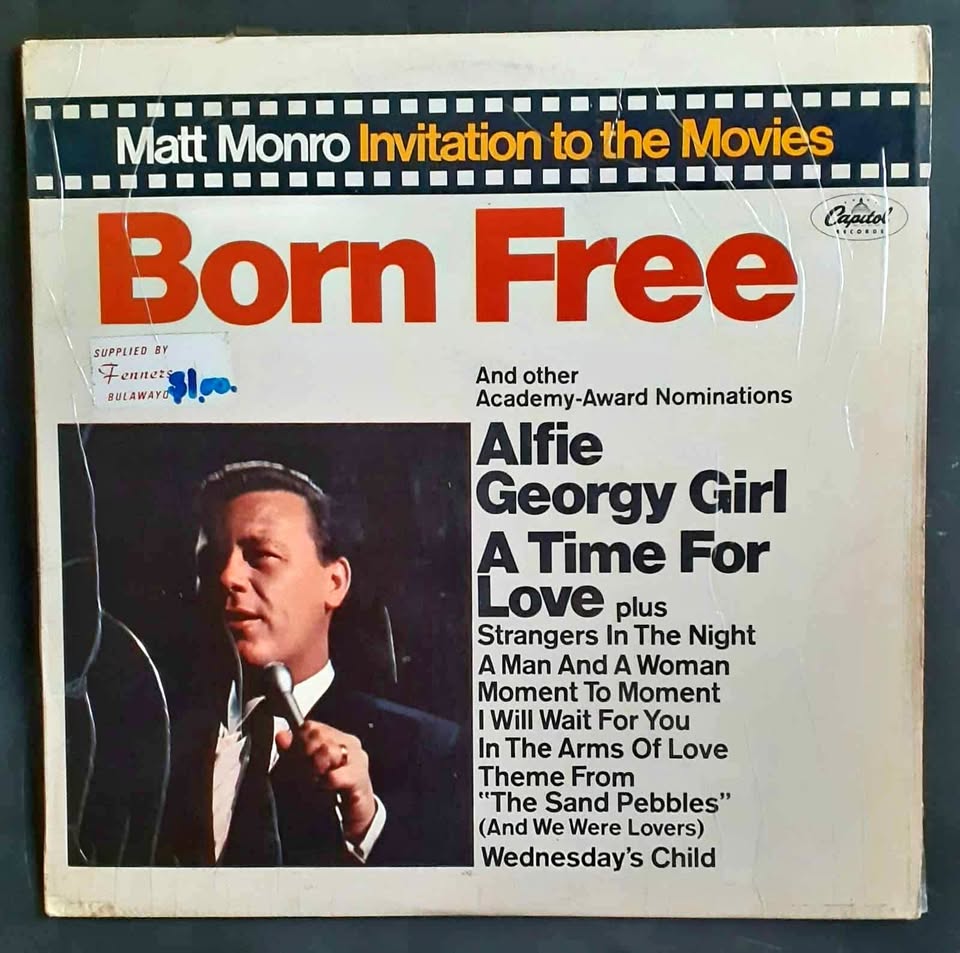 Matt Monro Invitation to the Movies
Capitol
RECORDS
Born Free
SUPPLIED BY
Fenners
BULAWAYO
$1.00
And other
Academy-Award Nominations
Alfie
Georgy Girl
A Time For
Love plus
Strangers In The Night
A Man And A Woman
Moment To Moment
I Will Wait For You
In The Arms Of Love
Theme From
"The Sand Pebbles"
(And We Were Lovers)
Wednesday's Child